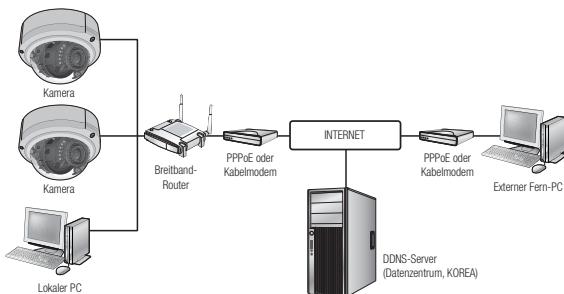 Kamera
Kamera
Lokaler PC
Breitband-
Router
PPPoE oder
Kabelmodem
INTERNET
DDNS-Server
(Datenzentrum, KOREA)
PPPoE oder
Kabelmodem
Externer Fern-PC